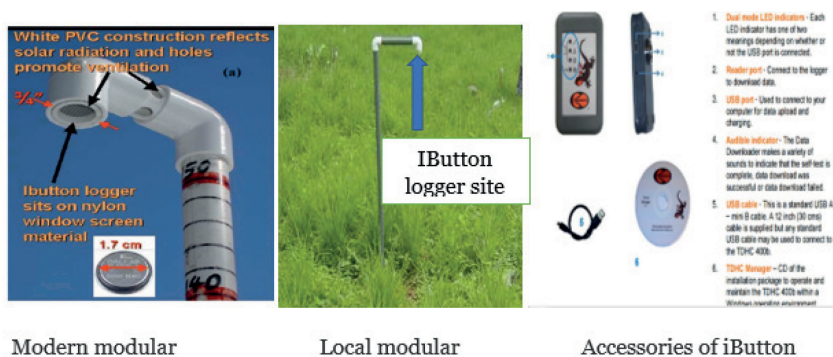 White PVC construction reflects
solar radiation and holes
promote ventilation
(a)
¾"
50
Ibutton logger
sits on nylon
window screen
material
1.7 cm
40
IButton
logger site
1. Dual mode LED indicators - Each
LED indicator has one of two
meanings depending on whether or
not the USB port is connected.
2. Reader port - Connect to the logger
to download data.
3. USB port - Used to connect to your
computer for data upload and
charging.
4. Audible indicator - The Data
Downloader makes a variety of
sounds to indicate that the self-test is
complete, data download was
successful or data download failed.
5. USB cable - This is a standard USB A
– mini B cable. A 12 inch (30 cms)
cable is supplied but any standard
USB cable may be used to connect to
the TDHC 400b.
6. TDHC Manager – CD of the
installation package to operate and
maintain the TDHC 400b within a
Windows operating environment
Modern modular
Local modular
Accessories of iButton